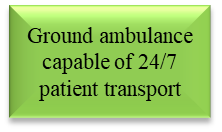 Ground ambulance
capable of 24/7
patient transport